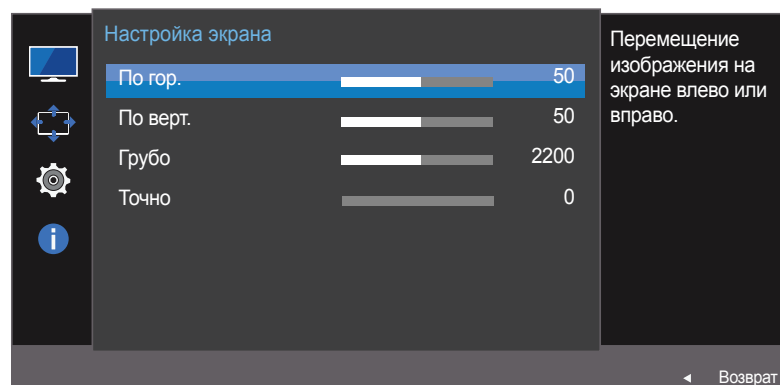 Настройка экрана
По гор. 50
По верт. 50
Грубо 2200
Точно 0
Перемещение
изображения на
экране влево или
вправо.
Возврат